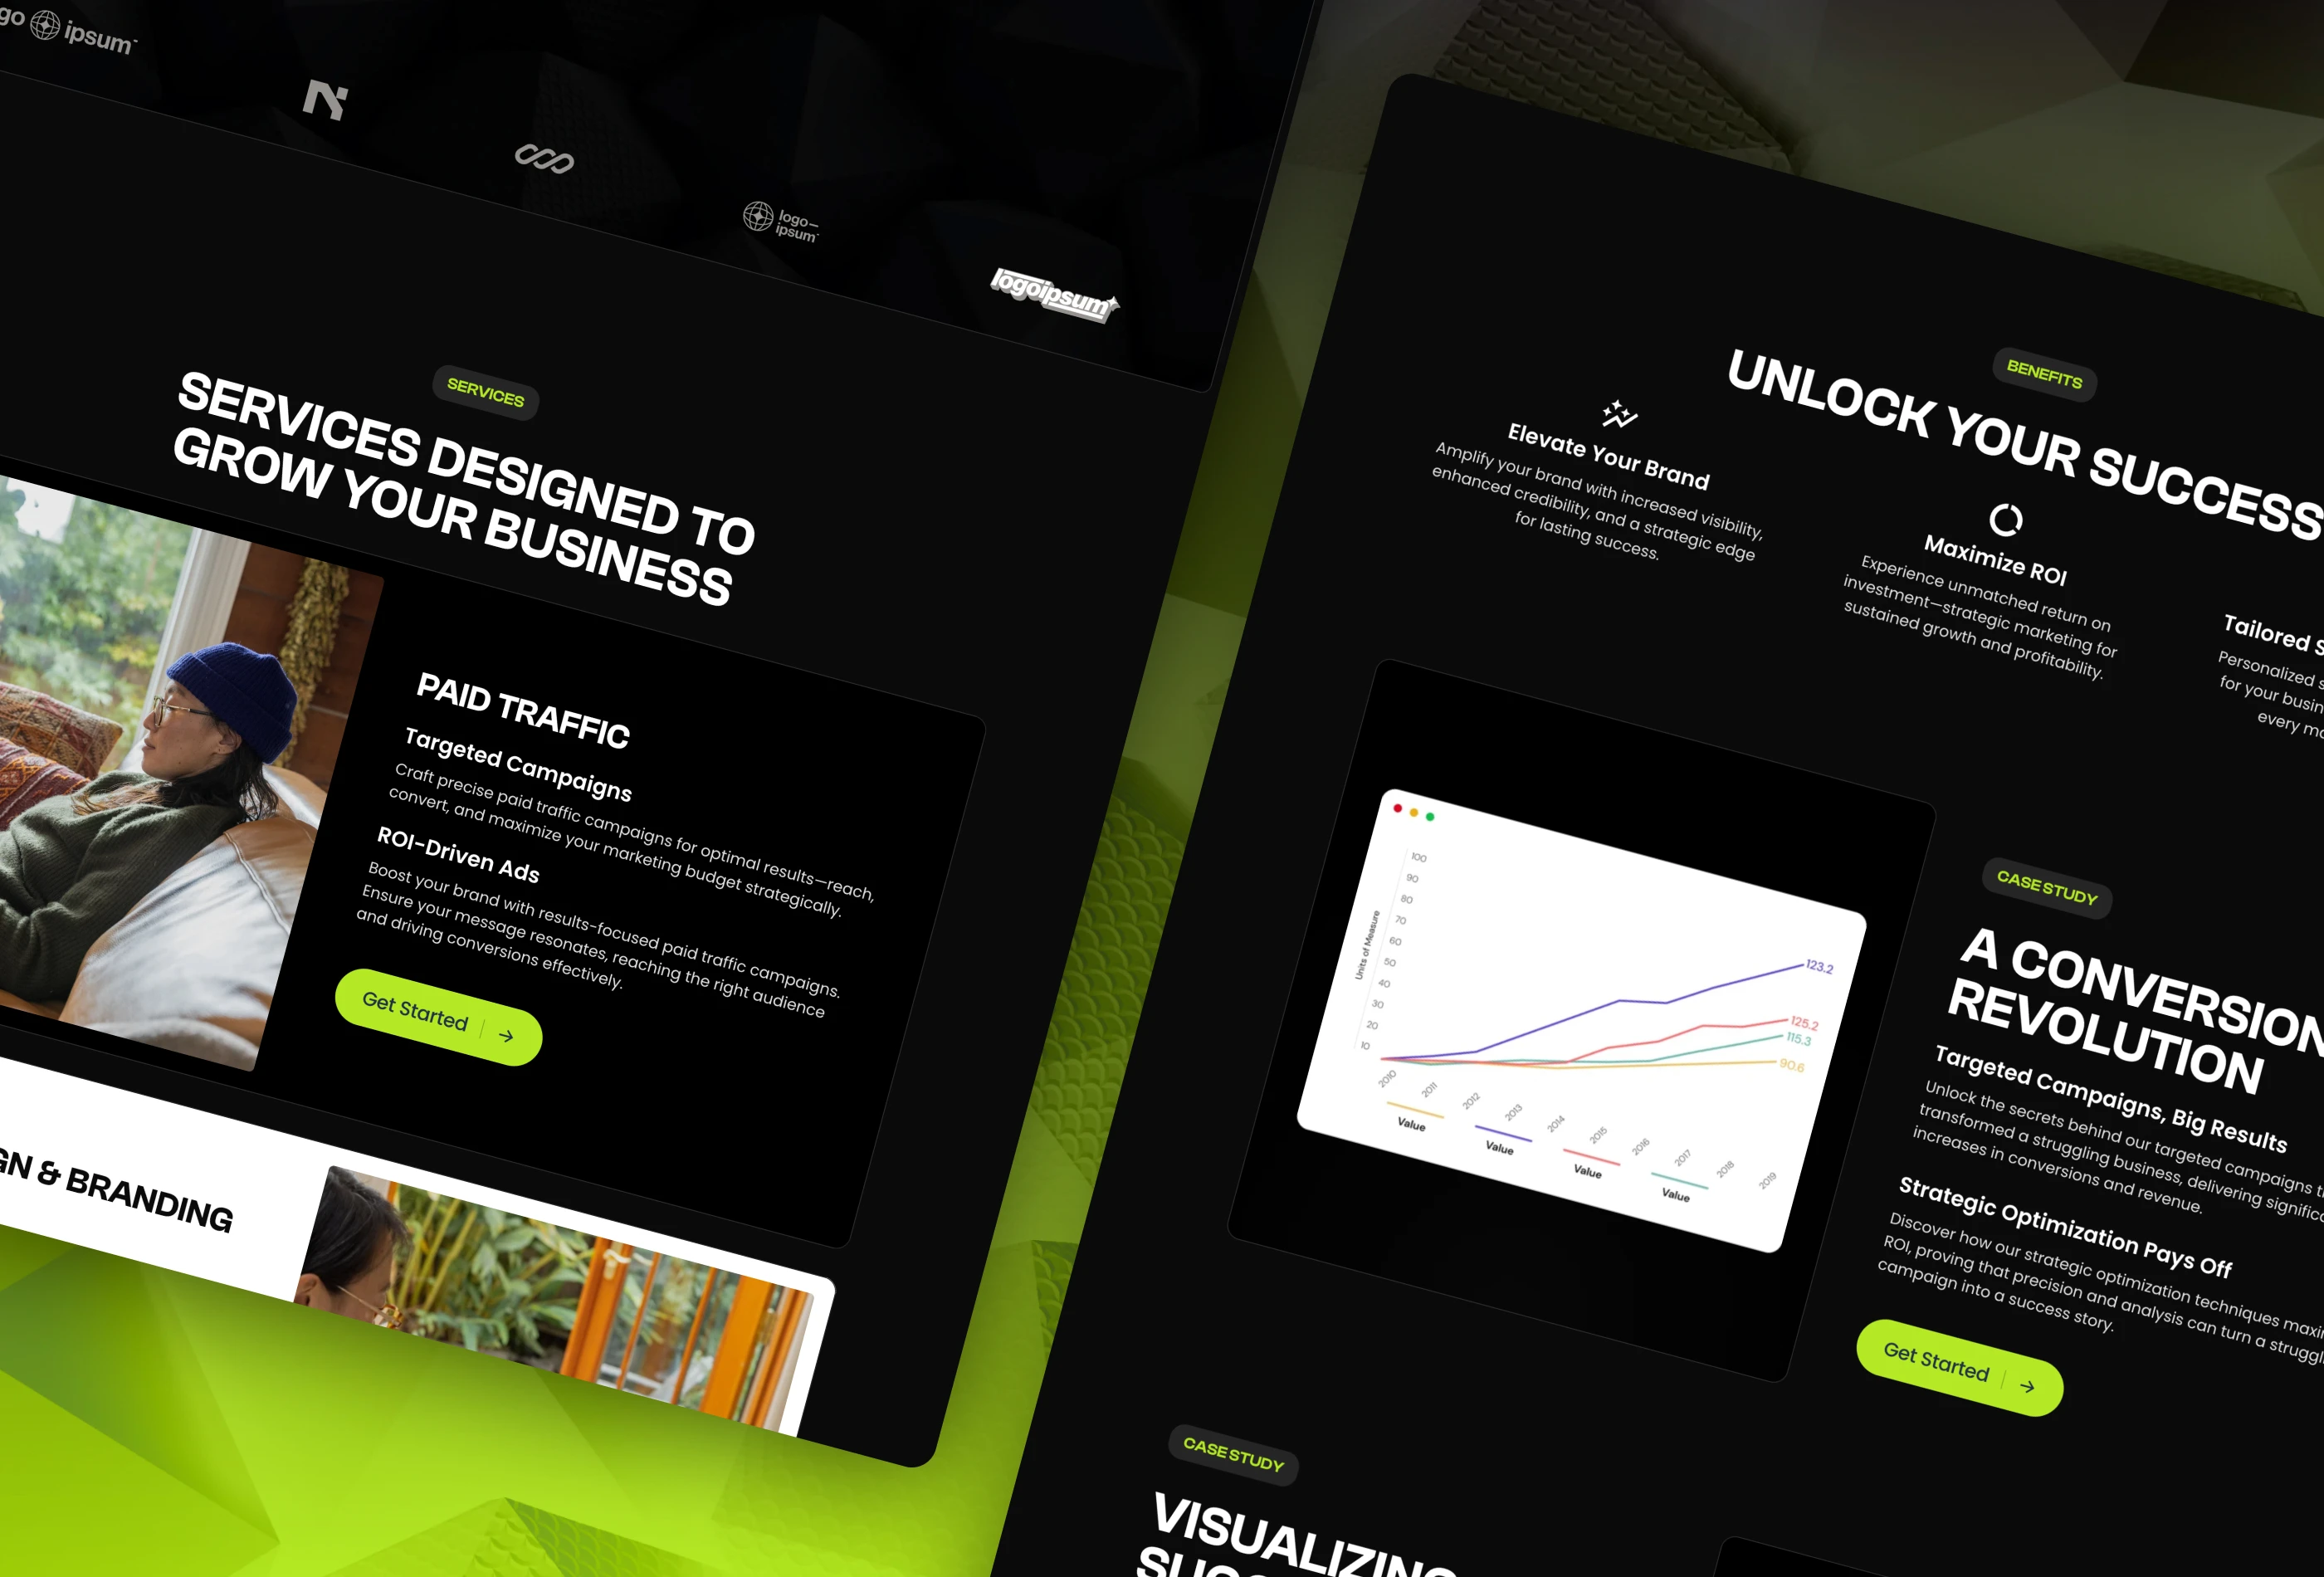 go ipsum
logo-
ipsum
logoipsum
SERVICES
SERVICES DESIGNED TO
GROW YOUR BUSINESS
PAID TRAFFIC
Targeted Campaigns
Craft precise paid traffic campaigns for optimal results—reach,
convert, and maximize your marketing budget strategically.
ROI-Driven Ads
Boost your brand with results-focused paid traffic campaigns.
Ensure your message resonates, reaching the right audience
and driving conversions effectively.
Get Started
GN & BRANDING
BENEFITS
UNLOCK YOUR SUCCESS
Elevate Your Brand
Amplify your brand with increased visibility,
enhanced credibility, and a strategic edge
for lasting success.
Maximize ROI
Experience unmatched return on
investment—strategic marketing for
sustained growth and profitability.
Tailored
Personalized
for your
every
100
90
80
70
60
50
40
30
20
10
Units of Measure
123.2
125.2
115.3
90.6
2010
2011
2012
2013
2014
2015
2016
2017
2018
2019
Value
Value
Value
Value
CASE STUDY
A CONVERSION
REVOLUTION
Targeted Campaigns, Big Results
Unlock the secrets behind our targeted campaigns
transformed a struggling business, delivering
increases in conversions and revenue.
Strategic Optimization Pays Off
Discover how our strategic optimization techniques
ROI, proving that precision and analysis can turn a
campaign into a success story.
Get Started
CASE STUDY
VISUALIZING